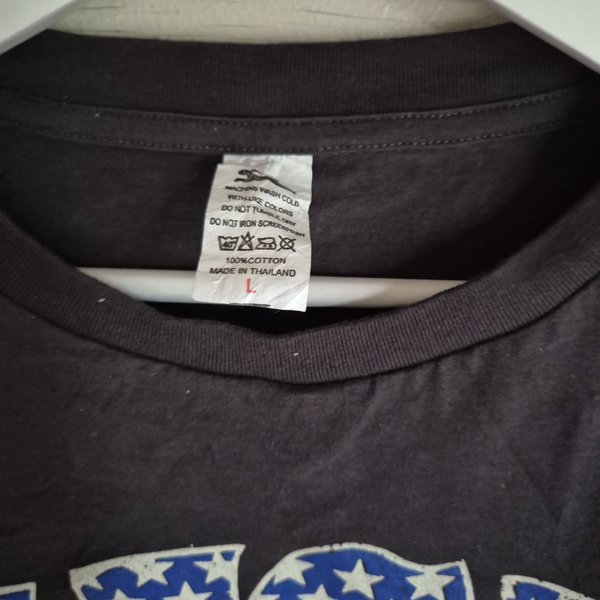 MACHINE WASH COLD
WITH LIKE COLORS
DO NOT TUMBLE DRY
DO NOT IRON SCREENPRINT
100% COTTON
MADE IN THAILAND
L